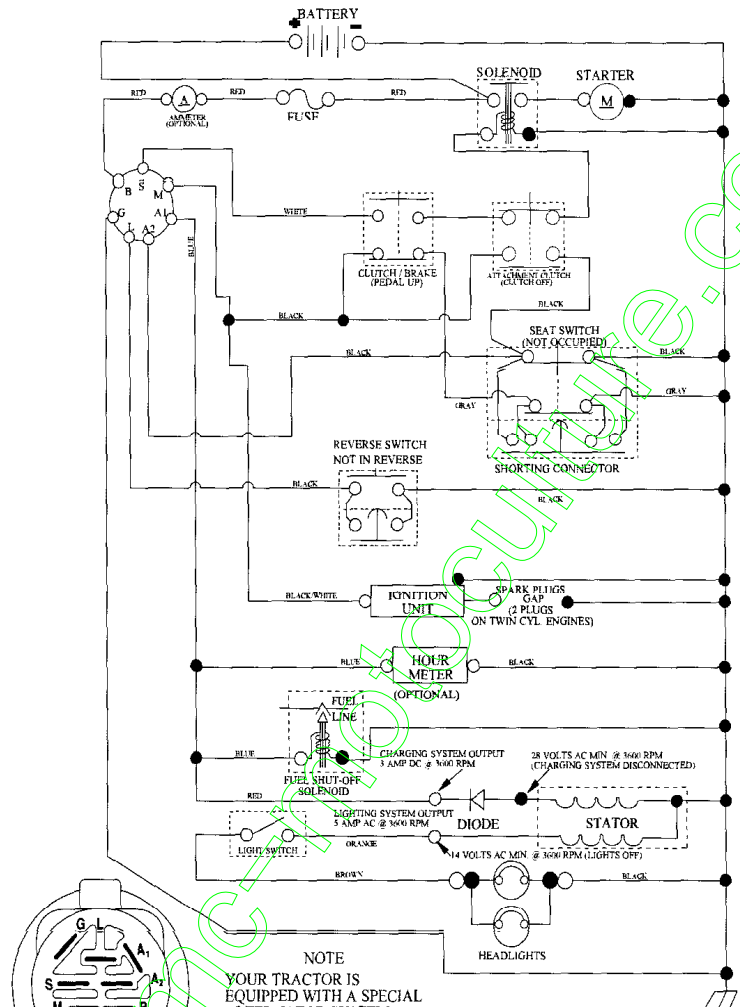 BATTERY
+ -
SOLENOID STARTER
RED RED RED
A M
AMMETER
(OPTIONAL)
FUSE
B S M
G A1
L A2
WHITE
BLUE
CLUTCH / BRAKE
(PEDAL UP)
ATTACHMENT CLUTCH
(CLUTCH OFF)
BLACK
BLACK
SEAT SWITCH
(NOT OCCUPIED)
BLACK BLACK
GRAY GRAY
REVERSE SWITCH
NOT IN REVERSE
SHORTING CONNECTOR
BLACK BLACK
BLACK/WHITE
IGNITION
UNIT
SPARK PLUGS
GAP
(2 PLUGS
ON TWIN CYL. ENGINES)
BLUE
HOUR
METER
BLACK
(OPTIONAL)
FUEL
LINE
BLUE
FUEL SHUT-OFF
SOLENOID
CHARGING SYSTEM OUTPUT
3 AMP DC @ 3600 RPM
28 VOLTS AC MIN. @ 3600 RPM
(CHARGING SYSTEM DISCONNECTED)
RED
LIGHTING SYSTEM OUTPUT
5 AMP AC @ 3600 RPM
DIODE
STATOR
LIGHT SWITCH
ORANGE
14 VOLTS AC MIN. @ 3600 RPM (LIGHTS OFF)
BROWN
BLACK
HEADLIGHTS
G L
A1
S A2
M B
NOTE
YOUR TRACTOR IS
EQUIPPED WITH A SPECIAL
mc-motoculture.c